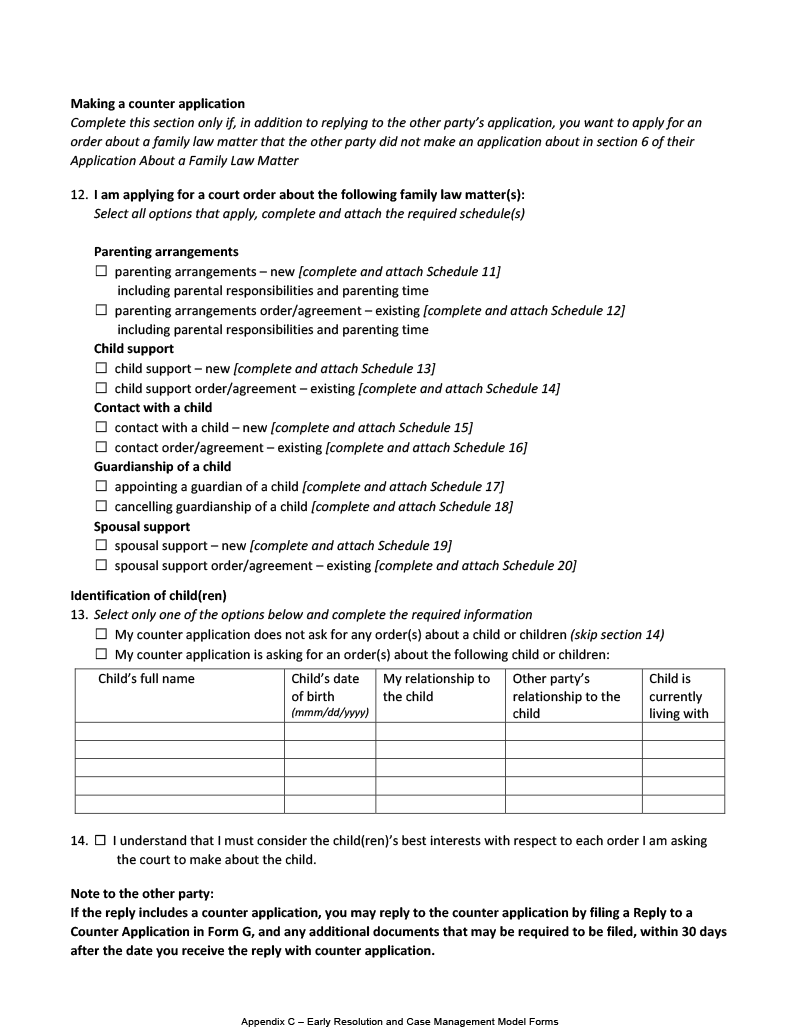 Making a counter application
Complete this section only if, in addition to replying to the other party's application, you want to apply for an
order about a family law matter that the other party did not make an application about in section 6 of their
Application About a Family Law Matter
12. I am applying for a court order about the following family law matter(s):
Select all options that apply, complete and attach the required schedule(s)
Parenting arrangements
☐ parenting arrangements – new [complete and attach Schedule 11]
including parental responsibilities and parenting time
☐ parenting arrangements order/agreement – existing [complete and attach Schedule 12]
including parental responsibilities and parenting time
Child support
☐ child support – new [complete and attach Schedule 13]
☐ child support order/agreement – existing [complete and attach Schedule 14]
Contact with a child
☐ contact with a child – new [complete and attach Schedule 15]
☐ contact order/agreement – existing [complete and attach Schedule 16]
Guardianship of a child
☐ appointing a guardian of a child [complete and attach Schedule 17]
☐ cancelling guardianship of a child [complete and attach Schedule 18]
Spousal support
☐ spousal support – new [complete and attach Schedule 19]
☐ spousal support order/agreement – existing [complete and attach Schedule 20]
Identification of child(ren)
13. Select only one of the options below and complete the required information
☐ My counter application does not ask for any order(s) about a child or children (skip section 14)
☐ My counter application is asking for an order(s) about the following child or children:
Child's full name
Child's date
of birth
(mmm/dd/yyyy)
My relationship to
the child
Other party's
relationship to the
child
Child is
currently
living with
14. ☐ I understand that I must consider the child(ren)'s best interests with respect to each order I am asking
the court to make about the child.
Note to the other party:
If the reply includes a counter application, you may reply to the counter application by filing a Reply to a
Counter Application in Form G, and any additional documents that may be required to be filed, within 30 days
after the date you receive the reply with counter application.
Appendix C – Early Resolution and Case Management Model Forms